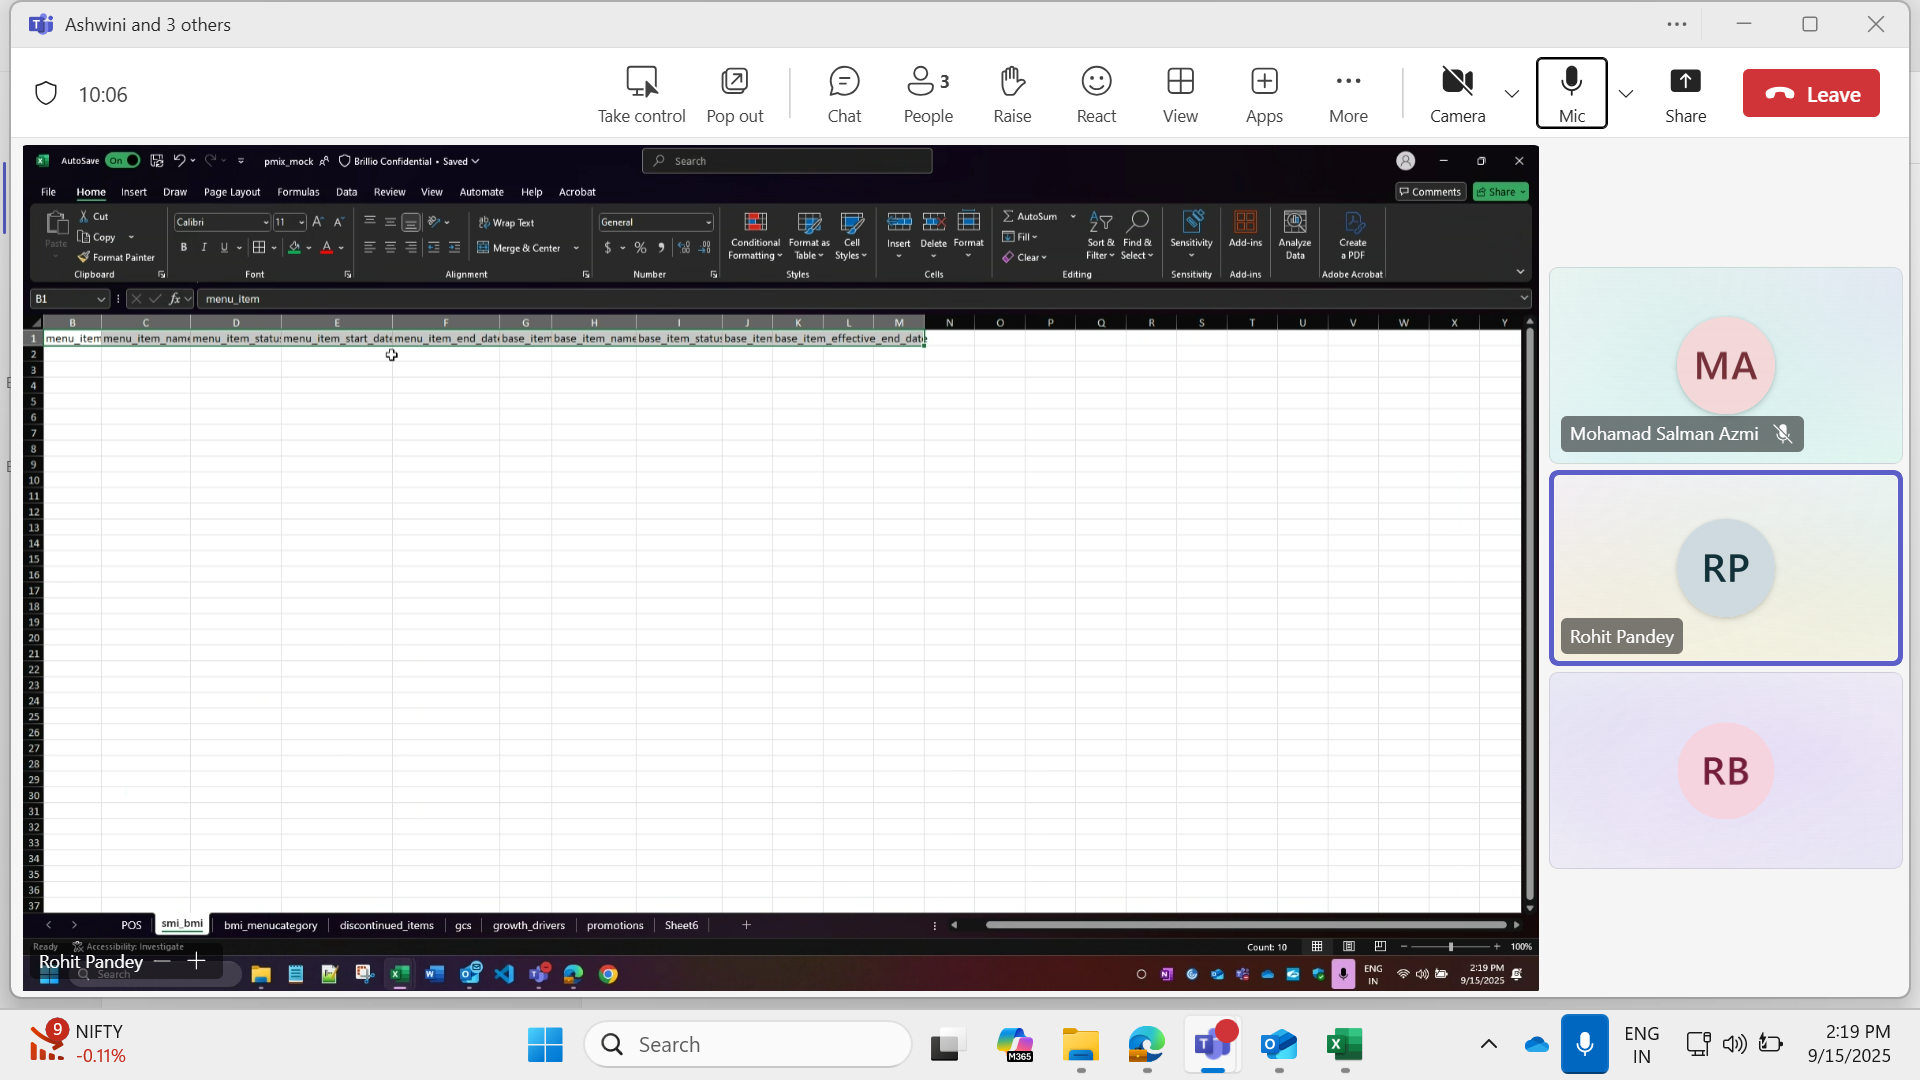 Ashwini and 3 others
10:06
Take control
Pop out
Chat
3
People
Raise
React
View
Apps
More
Camera
Mic
Share
Leave
AutoSave On pmix_mock Brillio Confidential • Saved
Search
File Home Insert Draw Page Layout Formulas Data Review View Automate Help Acrobat
Comments Share
Paste Cut
Copy
Format Painter
Clipboard
Calibri 11
B I U
Font
Wrap Text
Merge & Center
Alignment
General
$ % ,
Number
Conditional Formatting
Format as Table
Cell Styles
Styles
Insert Delete Format
Cells
AutoSum
Fill
Clear
Sort & Filter
Find & Select
Editing
Sensitivity
Sensitivity
Add-ins
Add-ins
Analyze Data
Create a PDF
Adobe Acrobat
B1 fx menu_item
B C D E F G H I J K L M N O P Q R S T U V W X Y
1 menu_item menu_item_name menu_item_statu menu_item_start_date menu_item_end_date base_item base_item_name base_item_statu base_item base_item_effective_end_date
2
3
4
5
6
7
8
9
10
11
12
13
14
15
16
17
18
19
20
21
22
23
24
25
26
27
28
29
30
31
32
33
34
35
36
37
POS smi_bmi bmi_menucategory discontinued_items gcs growth_drivers promotions Sheet6
Ready Accessibility: Investigate
Count: 10
100%
Rohit Pandey
Search
ENG
IN
2:19 PM
9/15/2025
MA
Mohamad Salman Azmi
RP
Rohit Pandey
RB
9
NIFTY
-0.11%
Search
M365
ENG
IN
2:19 PM
9/15/2025